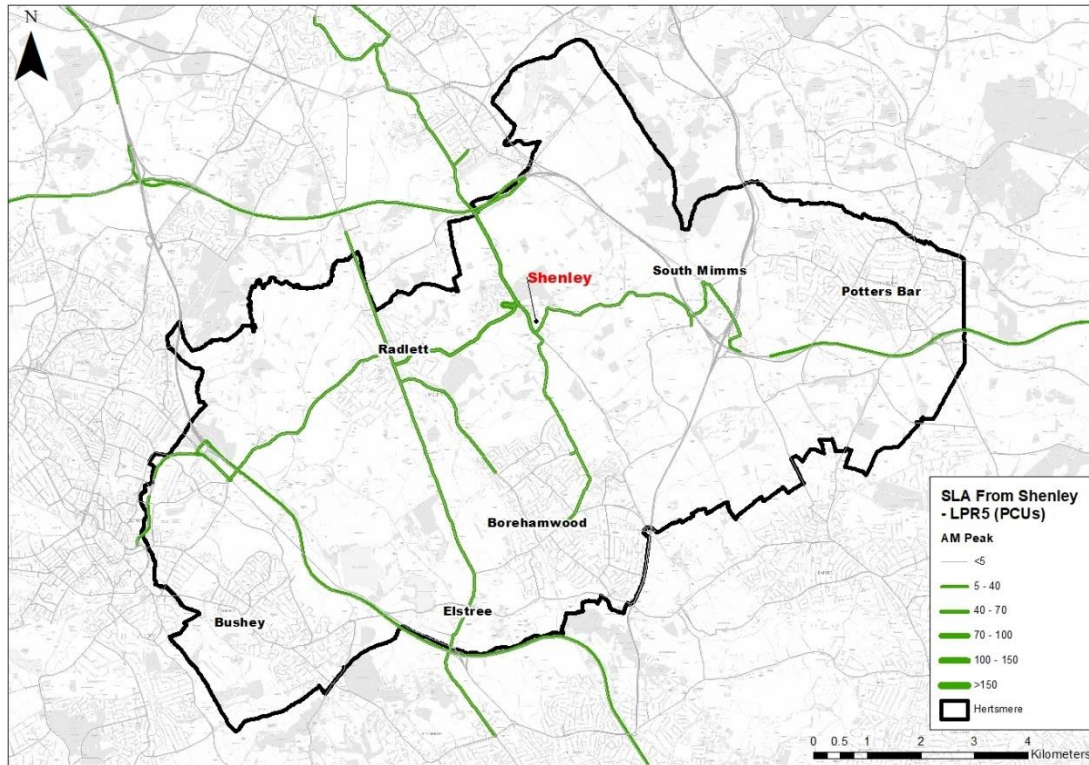 N
Shenley
South Mimms
Potters Bar
Radlett
Borehamwood
Elstree
Bushey
SLA From Shenley
- LPR5 (PCUs)
AM Peak
<5
5 - 40
40 - 70
70 - 100
100 - 150
>150
Hertsmere
0 0.5 1 2 3 4
Kilometers